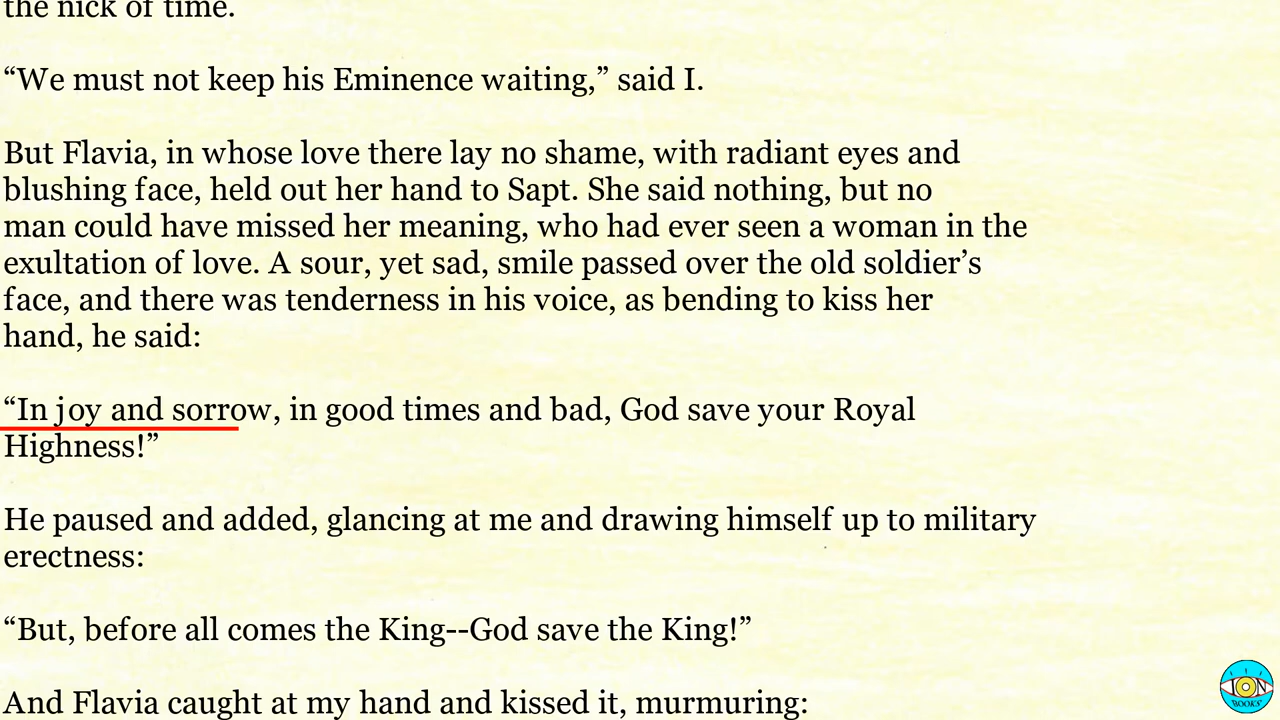 the nick of time.
“We must not keep his Eminence waiting,” said I.
But Flavia, in whose love there lay no shame, with radiant eyes and
blushing face, held out her hand to Sapt. She said nothing, but no
man could have missed her meaning, who had ever seen a woman in the
exultation of love. A sour, yet sad, smile passed over the old soldier’s
face, and there was tenderness in his voice, as bending to kiss her
hand, he said:
“In joy and sorrow, in good times and bad, God save your Royal
Highness!”
He paused and added, glancing at me and drawing himself up to military
erectness:
“But, before all comes the King--God save the King!”
And Flavia caught at my hand and kissed it, murmuring:
ION
BOOKS